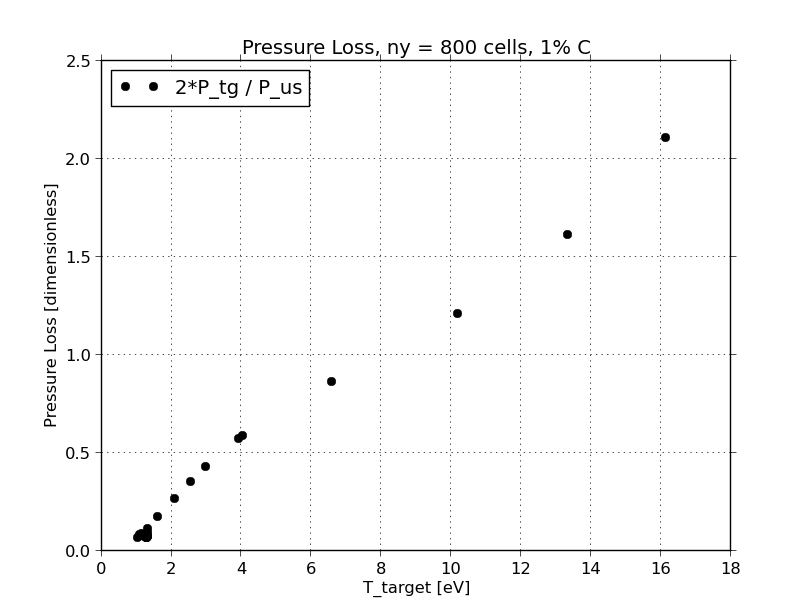 Pressure Loss, ny = 800 cells, 1% C
2*P_tg / P_us
Pressure Loss [dimensionless]
2.5
2.0
1.5
1.0
0.5
0.0
0 2 4 6 8 10 12 14 16 18
T_target [eV]